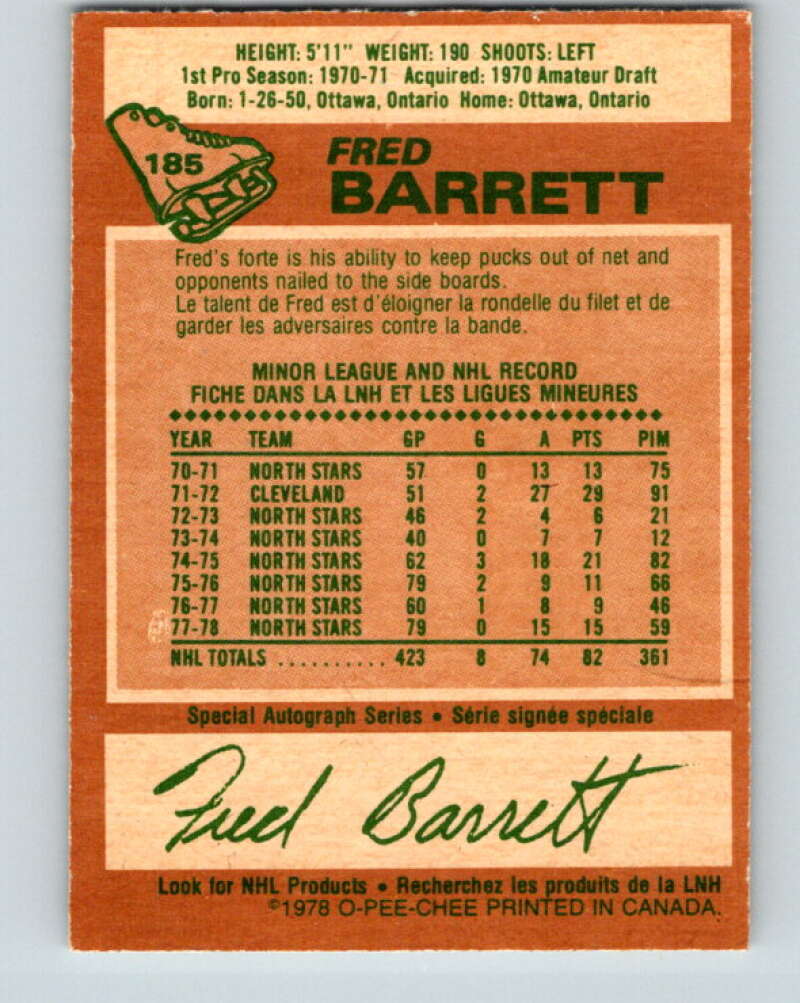 HEIGHT: 5'11" WEIGHT: 190 SHOOTS: LEFT
1st Pro Season: 1970-71 Acquired: 1970 Amateur Draft
Born: 1-26-50, Ottawa, Ontario Home: Ottawa, Ontario
185
FRED
BARRETT
Fred's forte is his ability to keep pucks out of net and
opponents nailed to the side boards.
Le talent de Fred est d'éloigner la rondelle du filet et de
garder les adversaires contre la bande.
MINOR LEAGUE AND NHL RECORD
FICHE DANS LA LNH ET LES LIGUES MINEURES
YEAR TEAM GP G A PTS PIM
70-71 NORTH STARS 57 0 13 13 75
71-72 CLEVELAND 51 2 27 29 91
72-73 NORTH STARS 46 2 4 6 21
73-74 NORTH STARS 40 0 7 7 12
74-75 NORTH STARS 62 3 18 21 82
75-76 NORTH STARS 79 2 9 11 66
76-77 NORTH STARS 60 1 8 9 46
77-78 NORTH STARS 79 0 15 15 59
NHL TOTALS .......... 423 8 74 82 361
Special Autograph Series • Série signée spéciale
Fred Barrett
Look for NHL Products • Recherchez les produits de la LNH
©1978 O-PEE-CHEE PRINTED IN CANADA.